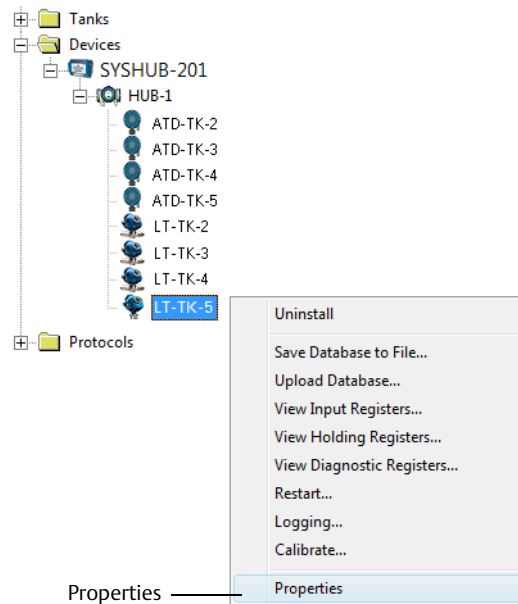 Tanks
Devices
SYSHUB-201
HUB-1
ATD-TK-2
ATD-TK-3
ATD-TK-4
ATD-TK-5
LT-TK-2
LT-TK-3
LT-TK-4
LT-TK-5
Uninstall
Protocols
Save Database to File...
Upload Database...
View Input Registers...
View Holding Registers...
View Diagnostic Registers...
Restart...
Logging...
Calibrate...
Properties
Properties